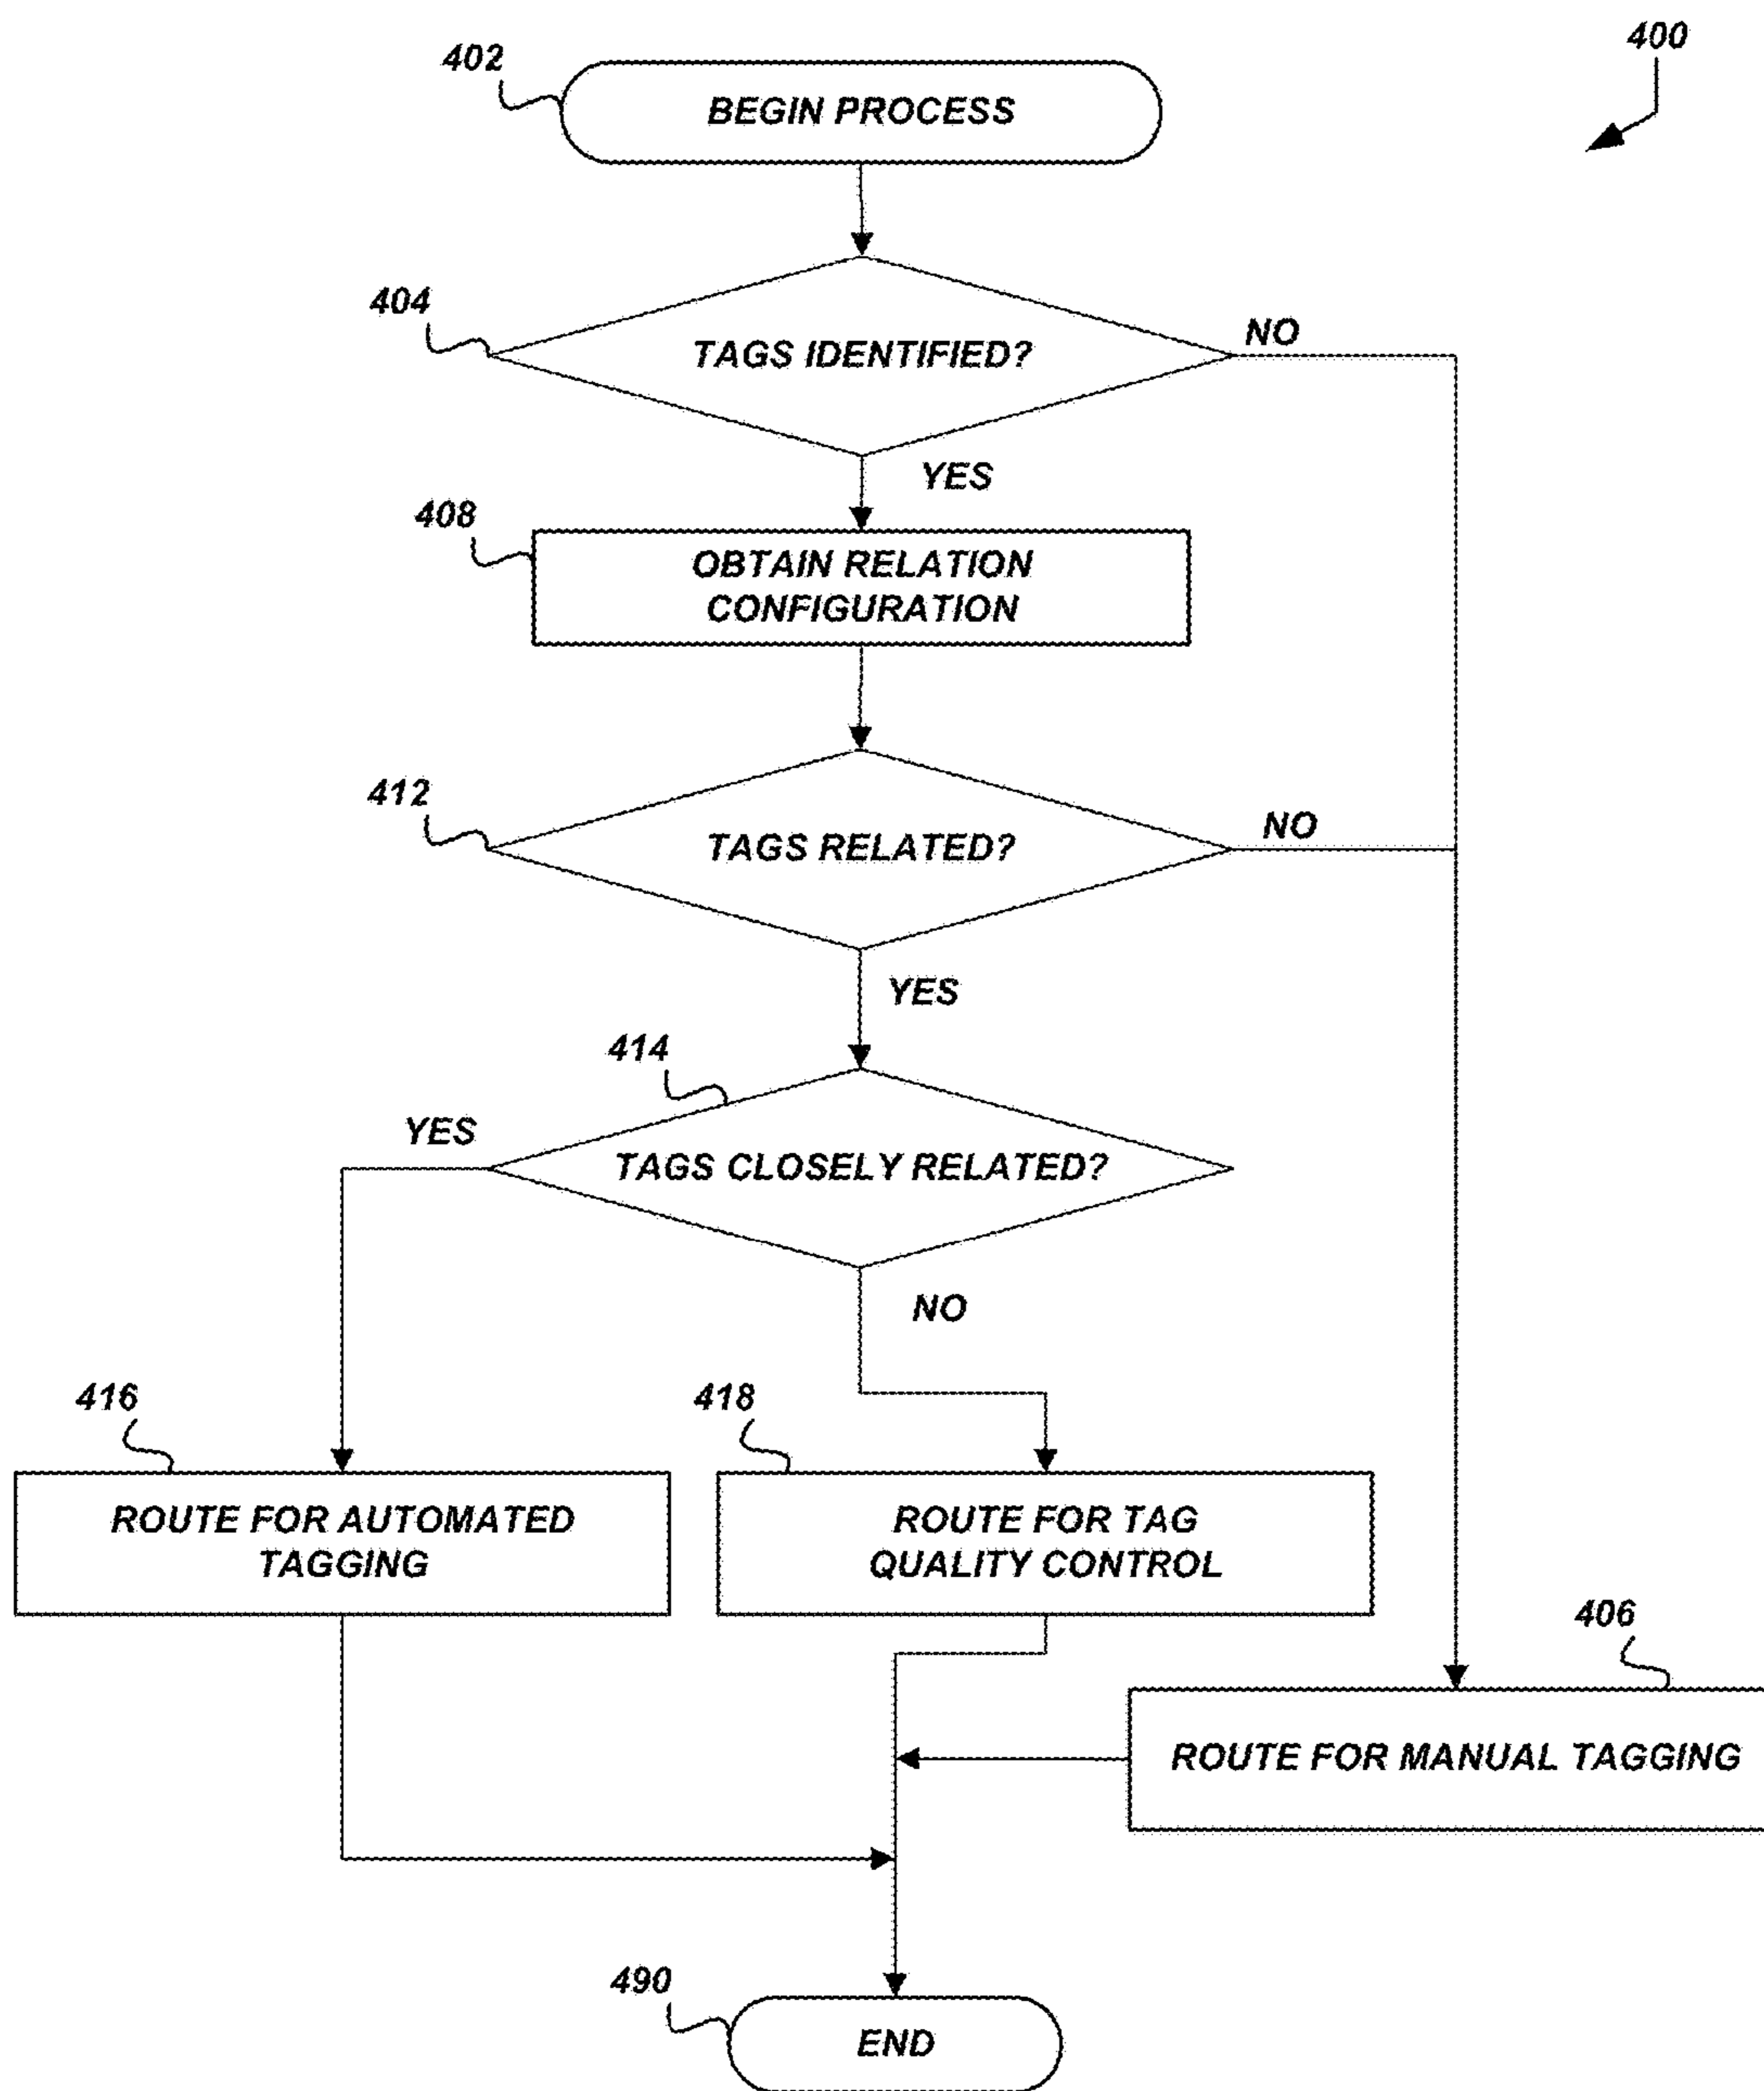 400
402
BEGIN PROCESS
404
TAGS IDENTIFIED?
NO
YES
408
OBTAIN RELATION
CONFIGURATION
412
TAGS RELATED?
NO
YES
414
YES
TAGS CLOSELY RELATED?
NO
416
418
ROUTE FOR AUTOMATED
TAGGING
ROUTE FOR TAG
QUALITY CONTROL
406
ROUTE FOR MANUAL TAGGING
490
END